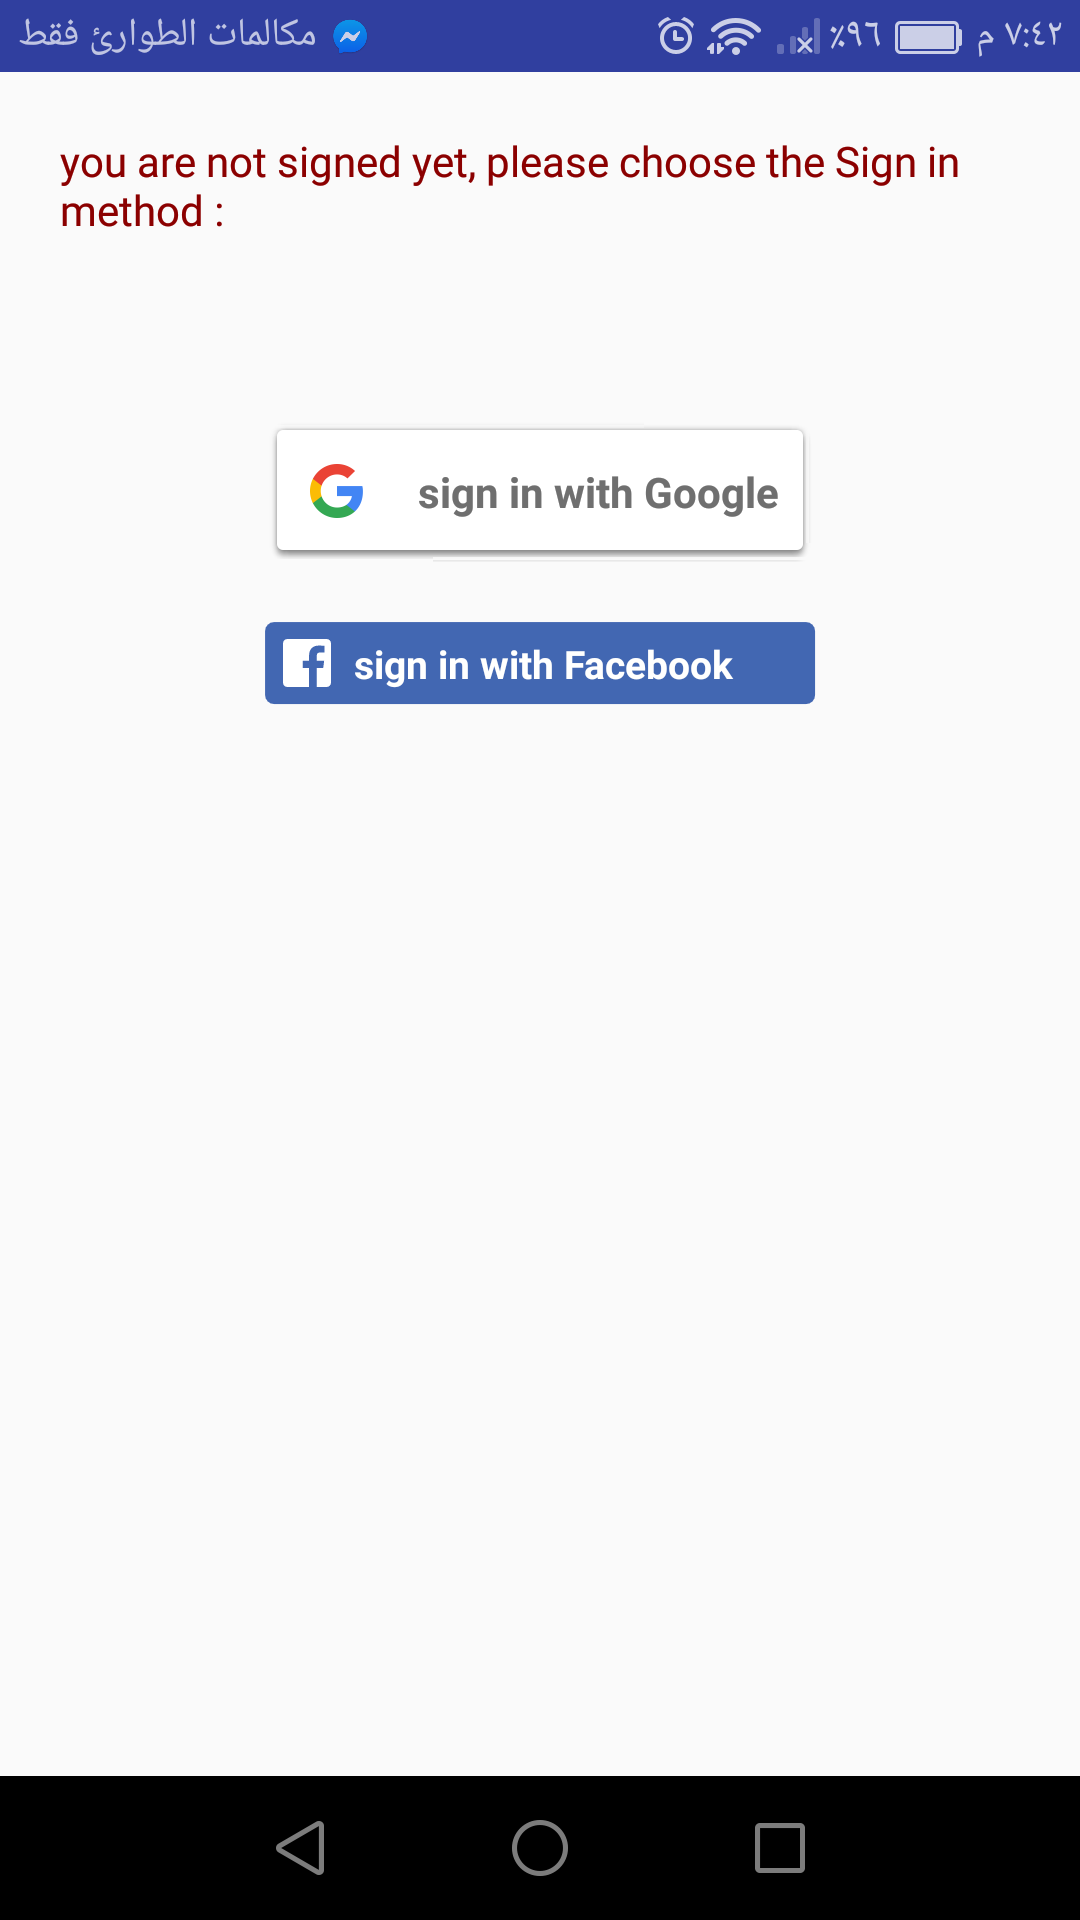 مكالمات الطوارئ فقط
٪٩٦
٧:٤٢ م
you are not signed yet, please choose the Sign in
method :
sign in with Google
sign in with Facebook